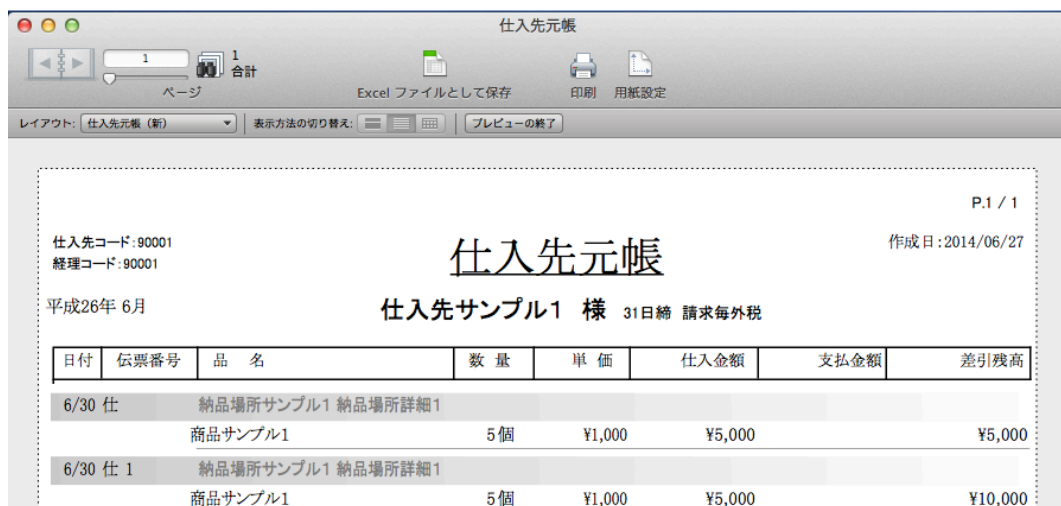 仕入先元帳
1
1
合計
ページ
Excel ファイルとして保存
印刷
用紙設定
レイアウト: 仕入先元帳（新） 表示方法の切り替え: プレビューの終了
P.1 / 1
仕入先コード:90001
経理コード:90001
仕入先元帳
作成日:2014/06/27
平成26年 6月
仕入先サンプル1 様 31日締 請求毎外税
日付 伝票番号 品 名 数 量 単 価 仕入金額 支払金額 差引残高
6/30 仕 納品場所サンプル1 納品場所詳細1
商品サンプル1 5個 ¥1,000 ¥5,000 ¥5,000
6/30 仕 1 納品場所サンプル1 納品場所詳細1
商品サンプル1 5個 ¥1,000 ¥5,000 ¥10,000